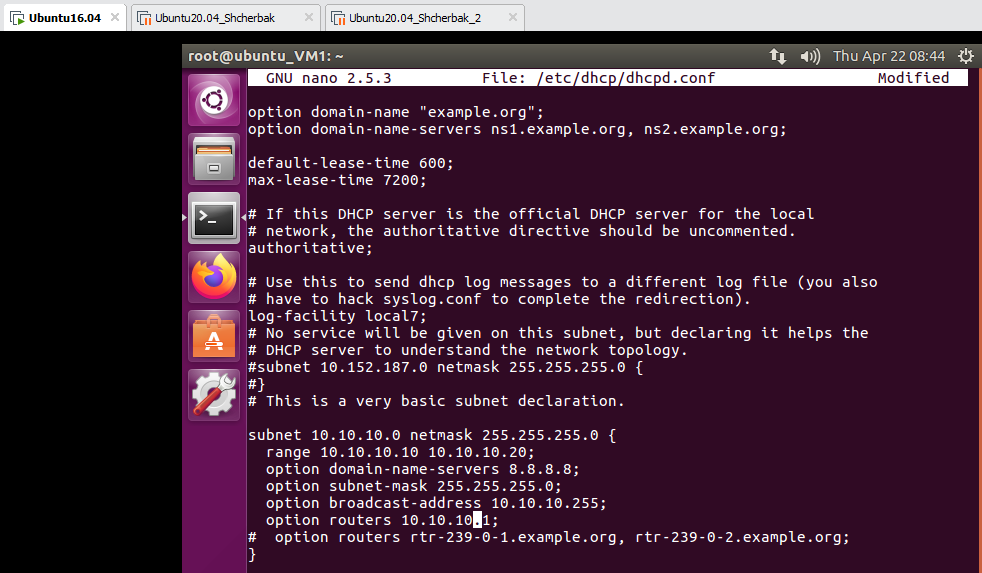 Ubuntu16.04 Ubuntu20.04_Shcherbak Ubuntu20.04_Shcherbak_2
root@ubuntu_VM1: ~ Thu Apr 22 08:44
GNU nano 2.5.3 File: /etc/dhcp/dhcpd.conf Modified
option domain-name "example.org";
option domain-name-servers ns1.example.org, ns2.example.org;
default-lease-time 600;
max-lease-time 7200;
# If this DHCP server is the official DHCP server for the local
# network, the authoritative directive should be uncommented.
authoritative;
# Use this to send dhcp log messages to a different log file (you also
# have to hack syslog.conf to complete the redirection).
log-facility local7;
# No service will be given on this subnet, but declaring it helps the
# DHCP server to understand the network topology.
#subnet 10.152.187.0 netmask 255.255.255.0 {
#}
# This is a very basic subnet declaration.
subnet 10.10.10.0 netmask 255.255.255.0 {
  range 10.10.10.10 10.10.10.20;
  option domain-name-servers 8.8.8.8;
  option subnet-mask 255.255.255.0;
  option broadcast-address 10.10.10.255;
  option routers 10.10.10.1;
#  option routers rtr-239-0-1.example.org, rtr-239-0-2.example.org;
}